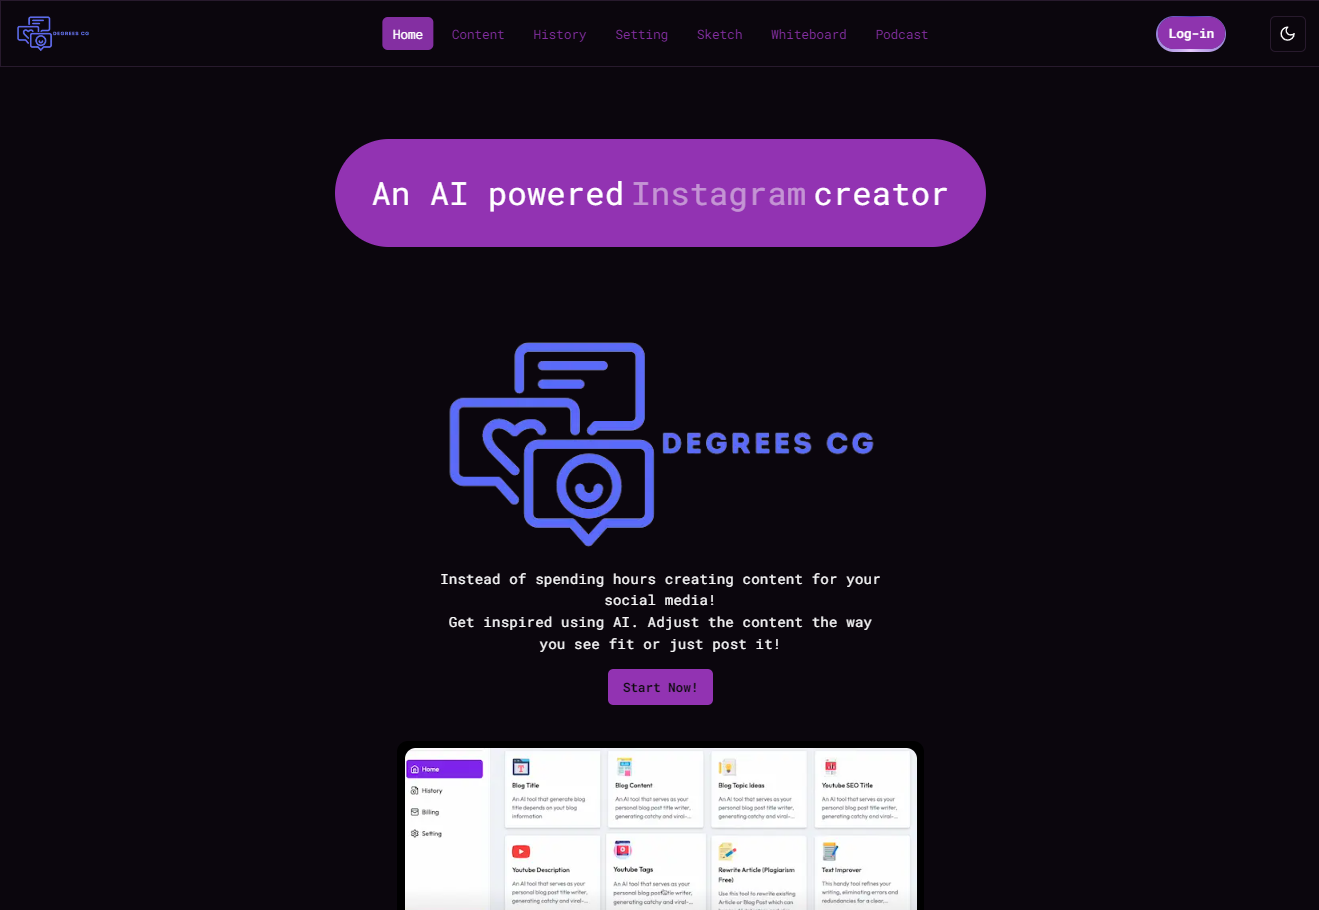 DEGREES CG
Home Content History Setting Sketch Whiteboard Podcast
Log-in
An AI powered Instagram creator
DEGREES CG
Instead of spending hours creating content for your
social media!
Get inspired using AI. Adjust the content the way
you see fit or just post it!
Start Now!
Home
History
Billing
Setting
Blog Title
An AI tool that generate blog
title depends on yout blog
information
Blog Content
An AI tool that serves as your
personal blog post title writer,
generating catchy and viral-...
Blog Topic Ideas
An AI tool that serves as your
personal blog post title writer,
generating catchy and viral-...
Youtube SEO Title
An AI tool that serves as your
personal blog post title writer,
generating catchy and viral-...
Youtube Description
An AI tool that serves as your
personal blog post title writer,
generating catchy and viral-...
Youtube Tags
An AI tool that serves as your
personal blog post title writer,
generating catchy and viral-...
Rewrite Article (Plagiarism
Free)
Use this tool to rewrite existing
Article or Blog Post which can
Text Improver
This handy tool refines your
writing, eliminating errors and
redundancies for a clear,...